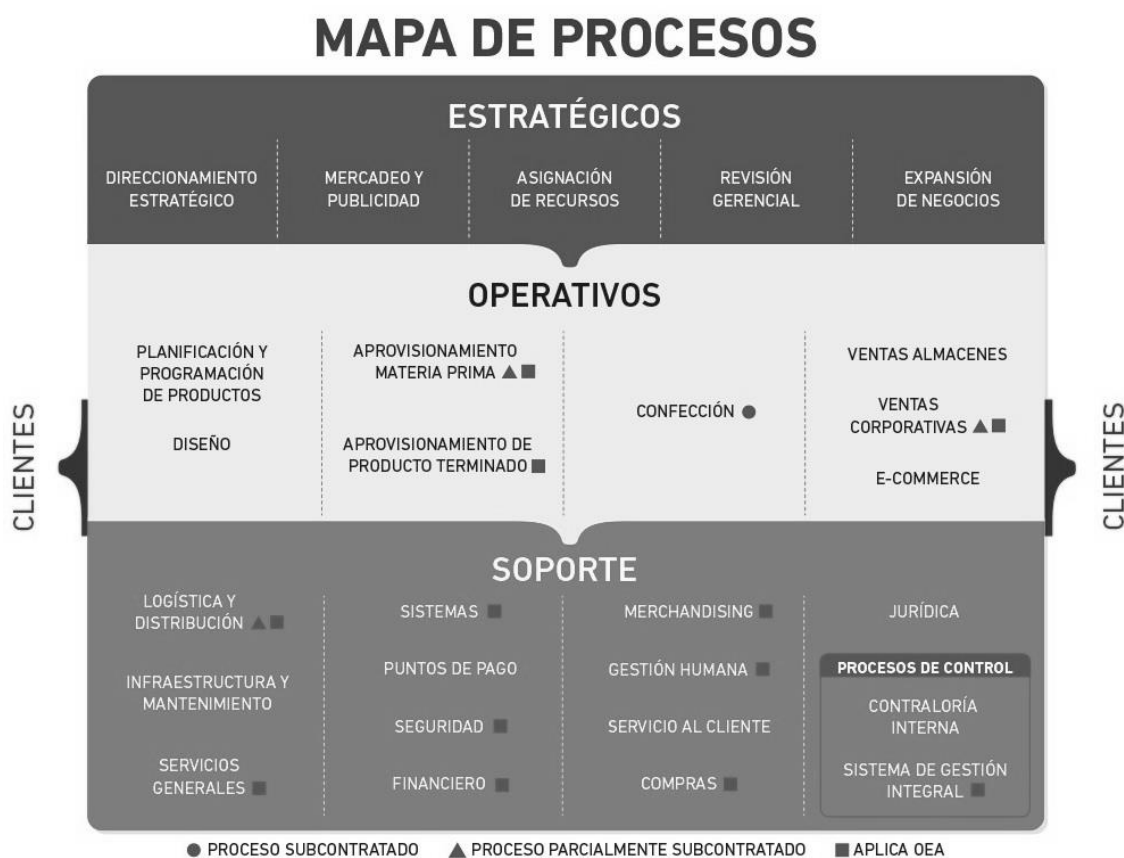 MAPA DE PROCESOS
ESTRATÉGICOS
DIRECCIONAMIENTO
ESTRATÉGICO
MERCADEO Y
PUBLICIDAD
ASIGNACIÓN
DE RECURSOS
REVISIÓN
GERENCIAL
EXPANSIÓN
DE NEGOCIOS
OPERATIVOS
PLANIFICACIÓN Y
PROGRAMACIÓN
DE PRODUCTOS
DISEÑO
APROVISIONAMIENTO
MATERIA PRIMA ▲ ■
APROVISIONAMIENTO DE
PRODUCTO TERMINADO ■
CONFECCIÓN ●
VENTAS ALMACENES
VENTAS
CORPORATIVAS ▲ ■
E-COMMERCE
CLIENTES
CLIENTES
SOPORTE
LOGÍSTICA Y
DISTRIBUCIÓN ▲ ■
INFRAESTRUCTURA Y
MANTENIMIENTO
SERVICIOS
GENERALES ■
SISTEMAS ■
PUNTOS DE PAGO
SEGURIDAD ■
FINANCIERO ■
MERCHANDISING ■
GESTIÓN HUMANA ■
SERVICIO AL CLIENTE
COMPRAS ■
JURÍDICA
PROCESOS DE CONTROL
CONTRALORÍA
INTERNA
SISTEMA DE GESTIÓN
INTEGRAL ■
● PROCESO SUBCONTRATADO ▲ PROCESO PARCIALMENTE SUBCONTRATADO ■ APLICA OEA